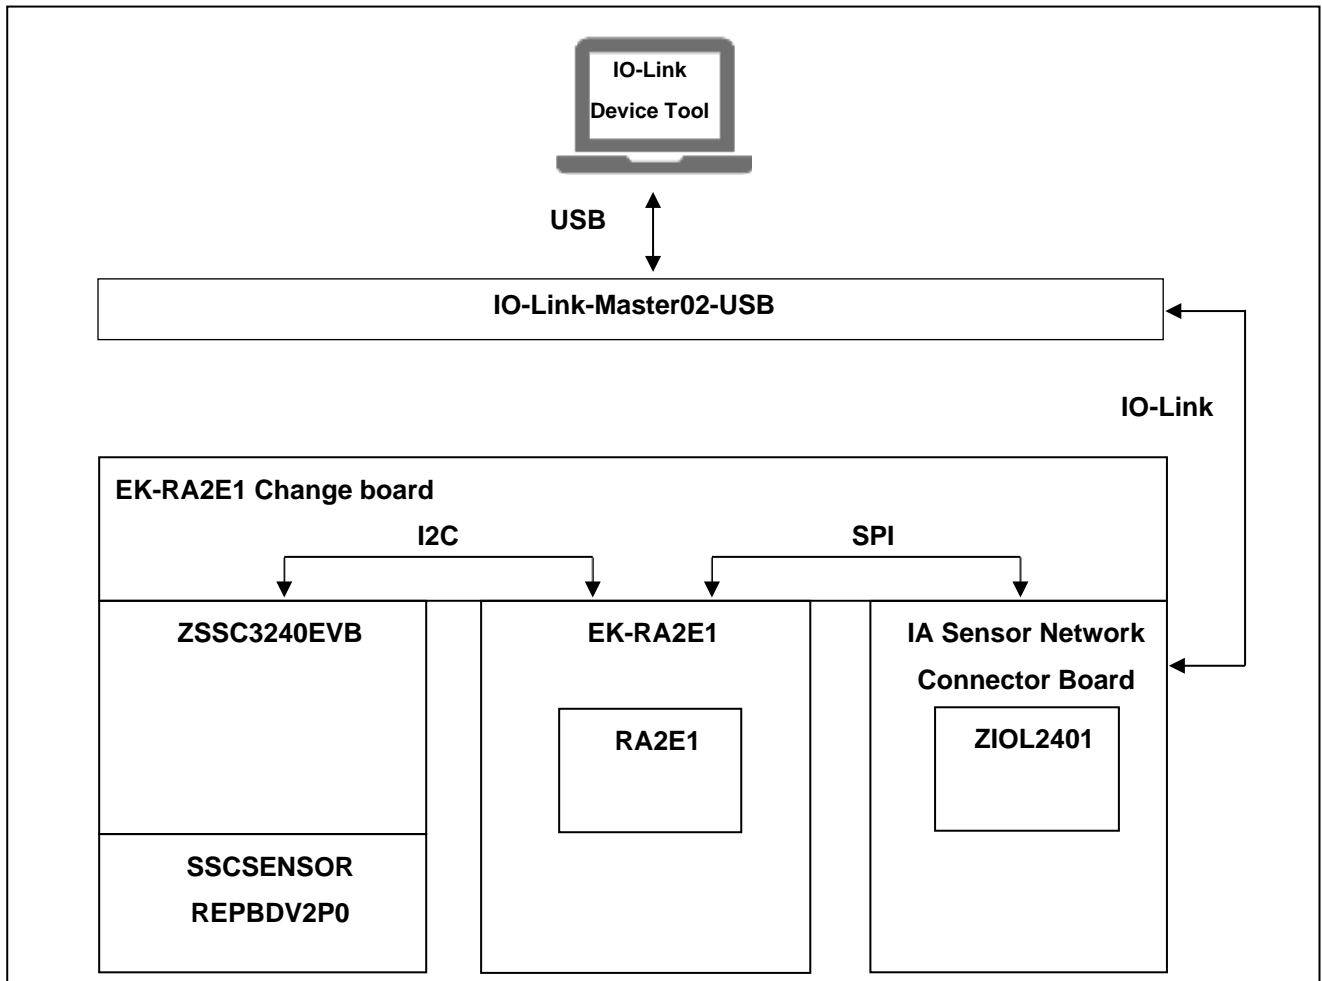 IO-Link
Device Tool
USB
IO-Link-Master02-USB
IO-Link
EK-RA2E1 Change board
I2C
SPI
ZSSC3240EVB
EK-RA2E1
IA Sensor Network
Connector Board
RA2E1
ZIOL2401
SSCSENSOR
REPBDV2P0